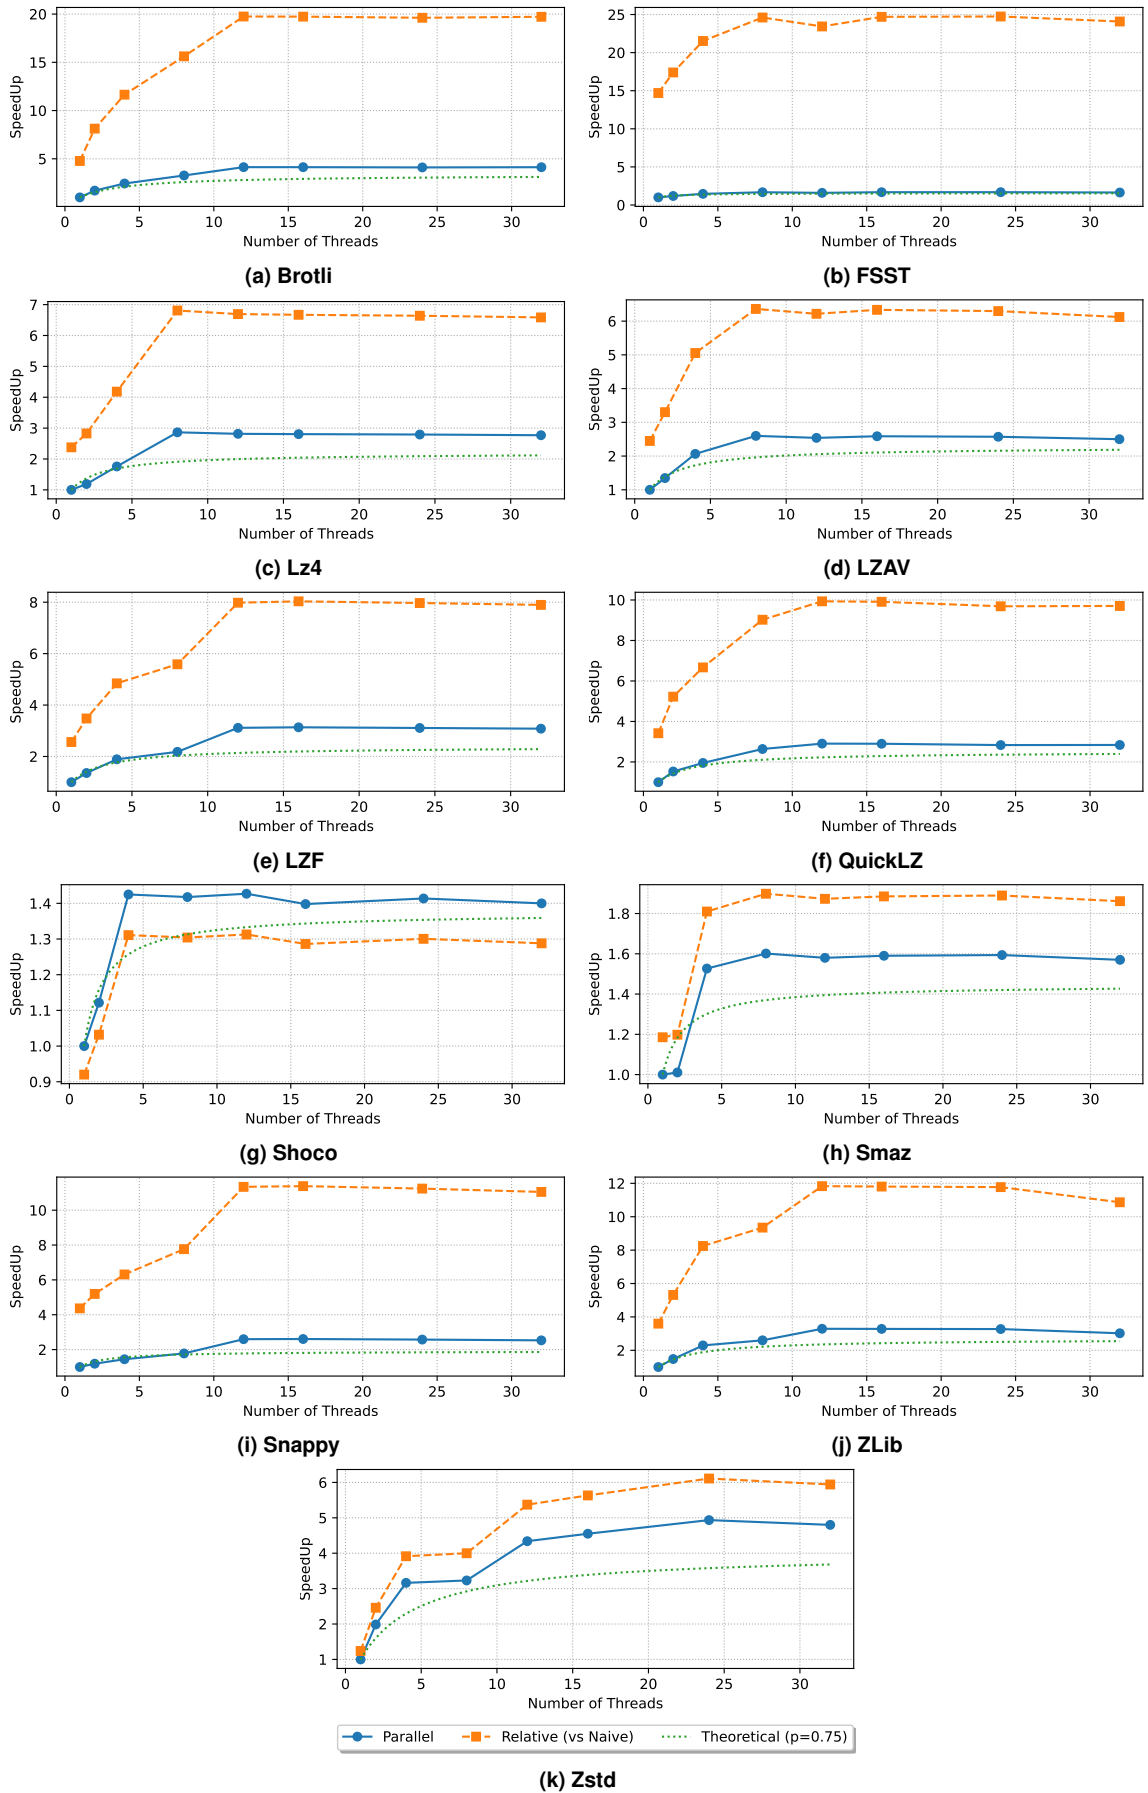 20
15
10
5
SpeedUp
0 5 10 15 20 25 30
Number of Threads
(a) Brotli
25
20
15
10
5
0
SpeedUp
0 5 10 15 20 25 30
Number of Threads
(b) FSST
7
6
5
4
3
2
1
SpeedUp
0 5 10 15 20 25 30
Number of Threads
(c) Lz4
6
5
4
3
2
1
SpeedUp
0 5 10 15 20 25 30
Number of Threads
(d) LZAV
8
6
4
2
SpeedUp
0 5 10 15 20 25 30
Number of Threads
(e) LZF
10
8
6
4
2
SpeedUp
0 5 10 15 20 25 30
Number of Threads
(f) QuickLZ
1.4
1.3
1.2
1.1
1.0
0.9
SpeedUp
0 5 10 15 20 25 30
Number of Threads
(g) Shoco
1.8
1.6
1.4
1.2
1.0
SpeedUp
0 5 10 15 20 25 30
Number of Threads
(h) Smaz
10
8
6
4
2
SpeedUp
0 5 10 15 20 25 30
Number of Threads
(i) Snappy
12
10
8
6
4
2
SpeedUp
0 5 10 15 20 25 30
Number of Threads
(j) ZLib
6
5
4
3
2
1
SpeedUp
0 5 10 15 20 25 30
Number of Threads
Parallel Relative (vs Naive) Theoretical (p=0.75)
(k) Zstd